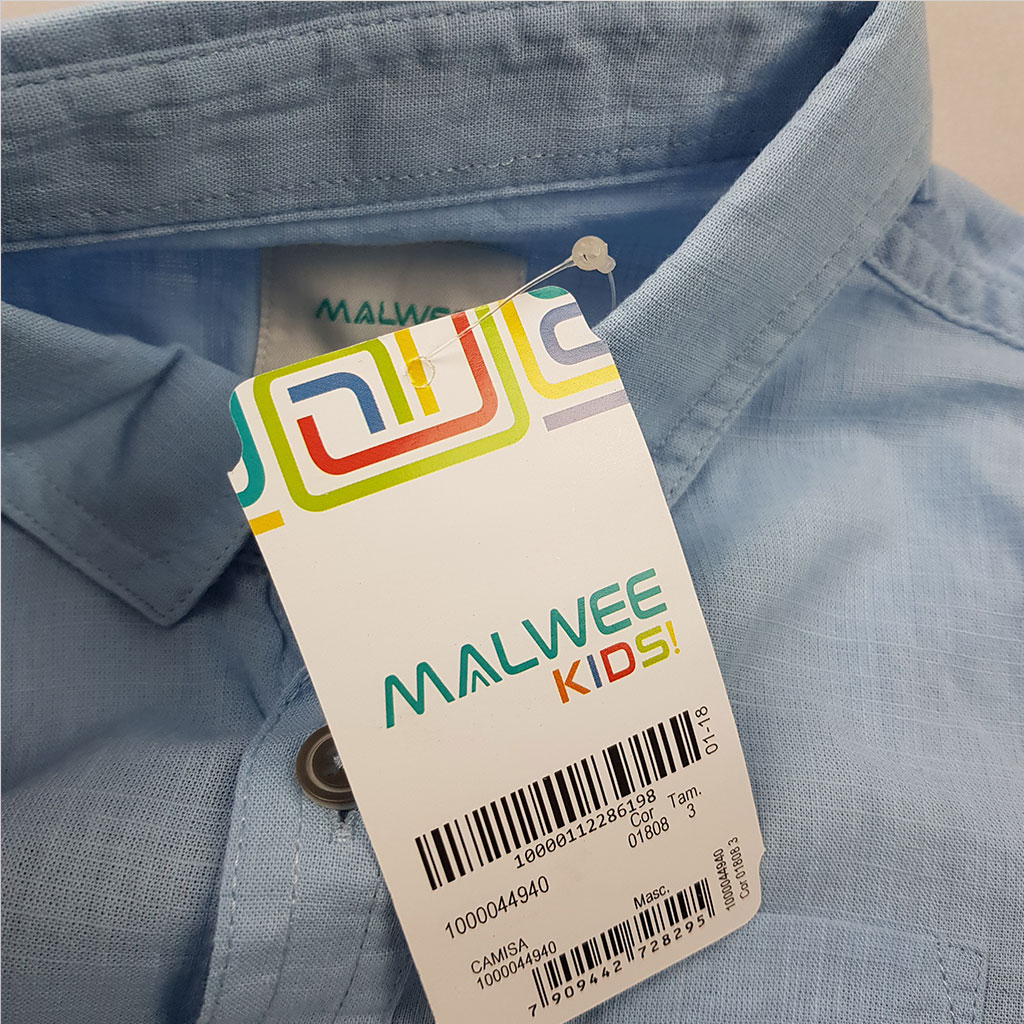 MALWEE
MALWEE
KIDS!
01-18
10000112286198
Cor Tam.
01808 3
1000044940
Masc.
CAMISA
1000044940
7 909442 728295
1000044940
Cor 01808 3